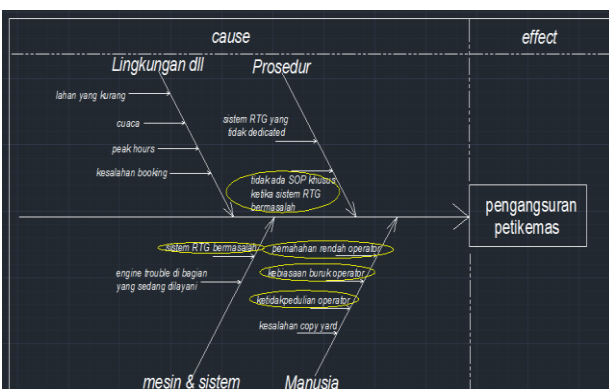 cause
effect
Lingkungan dll
Prosedur
lahan yang kurang
cuaca
peak hours
kesalahan booking
sistem RTG yang
tidak dedicated
tidak ada SOP khusus
ketika sistem RTG
bermasalah
pengangsuran
petikemas
sistem RTG bermasalah
engine trouble di bagian
yang sedang dilayani
pemahaman rendah operator
kebiasaan buruk operator
ketidakpedulian operator
kesalahan copy yard
mesin & sistem
Manusia